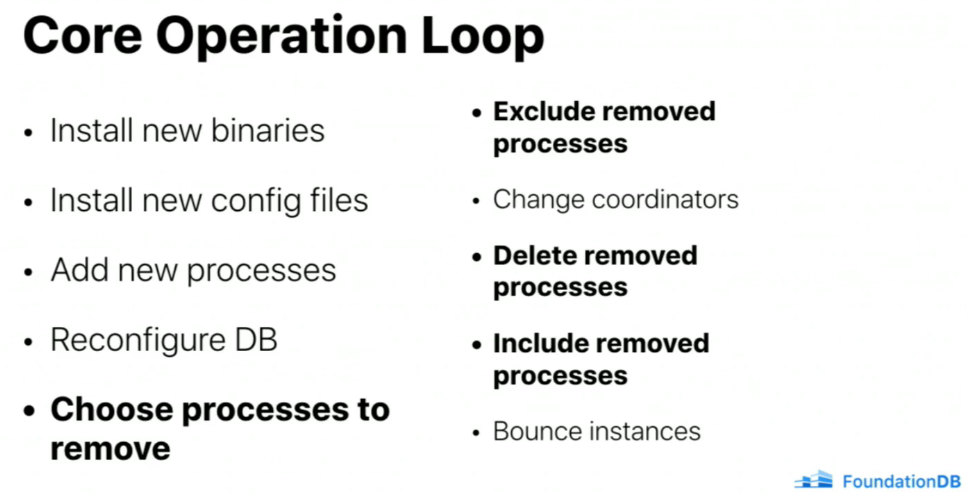 Core Operation Loop
• Install new binaries
• Install new config files
• Add new processes
• Reconfigure DB
• Choose processes to
remove
• Exclude removed
processes
• Change coordinators
• Delete removed
processes
• Include removed
processes
• Bounce instances
FoundationDB